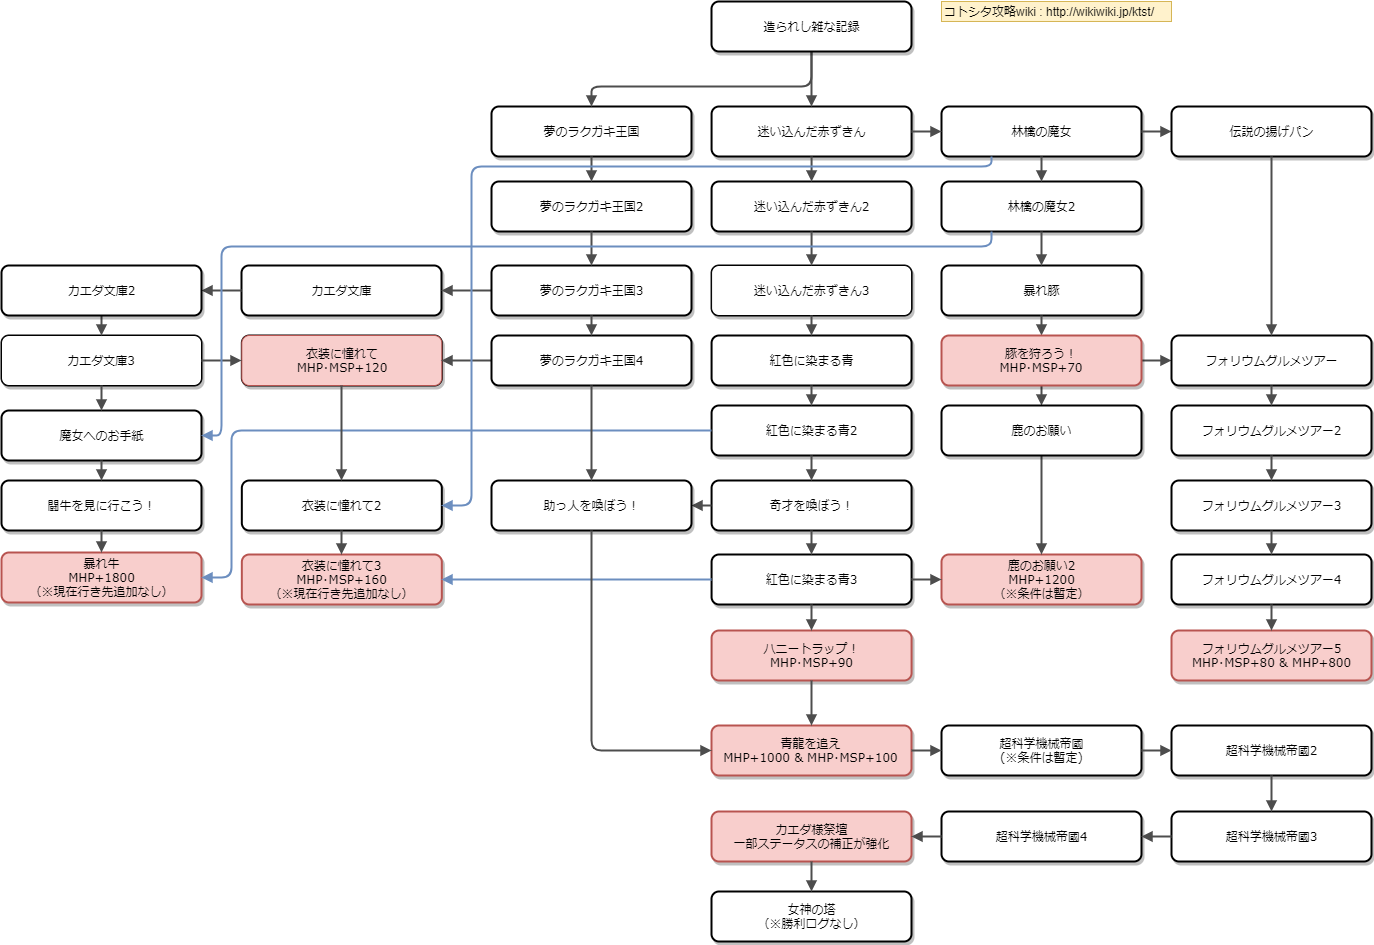 造られし雑な記録
コトシタ攻略wiki : http://wikiwiki.jp/ktst/
夢のラクガキ王国
迷い込んだ赤ずきん
林檎の魔女
伝説の揚げパン
夢のラクガキ王国2
迷い込んだ赤ずきん2
林檎の魔女2
カエダ文庫2
カエダ文庫
夢のラクガキ王国3
迷い込んだ赤ずきん3
暴れ豚
カエダ文庫3
衣装に憧れて
MHP･MSP+120
夢のラクガキ王国4
紅色に染まる青
豚を狩ろう！
MHP･MSP+70
フォリウムグルメツアー
魔女へのお手紙
紅色に染まる青2
鹿のお願い
フォリウムグルメツアー2
闘牛を見に行こう！
衣装に憧れて2
助っ人を喚ぼう！
奇才を喚ぼう！
フォリウムグルメツアー3
暴れ牛
MHP+1800
（※現在行き先追加なし）
衣装に憧れて3
MHP･MSP+160
（※現在行き先追加なし）
紅色に染まる青3
鹿のお願い2
MHP+1200
（※条件は暫定）
フォリウムグルメツアー4
ハニートラップ！
MHP･MSP+90
フォリウムグルメツアー5
MHP･MSP+80 & MHP+800
青龍を追え
MHP+1000 & MHP･MSP+100
超科学機械帝國
(※条件は暫定)
超科学機械帝國2
カエダ様祭壇
一部ステータスの補正が強化
超科学機械帝國4
超科学機械帝國3
女神の塔
（※勝利ログなし）